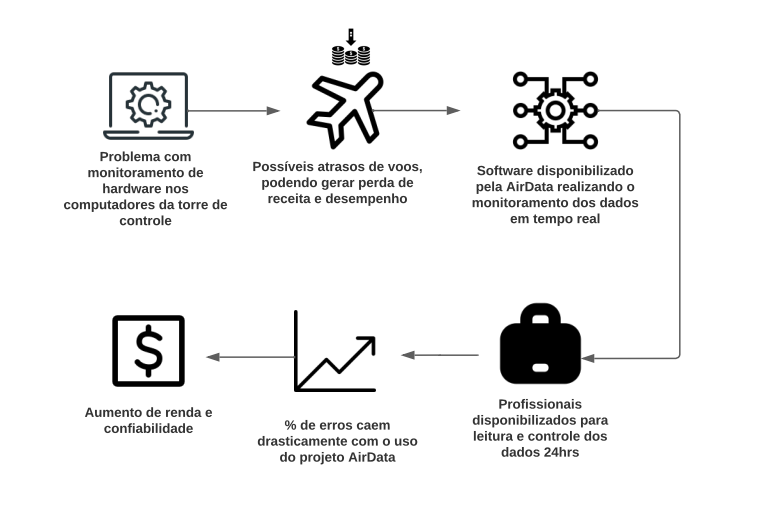 Problema com
monitoramento de
hardware nos
computadores da torre de
controle
Possíveis atrasos de voos,
podendo gerar perda de
receita e desempenho
Software disponibilizado
pela AirData realizando o
monitoramento dos dados
em tempo real
Profissionais
disponibilizados para
leitura e controle dos
dados 24hrs
% de erros caem
drasticamente com o uso
do projeto AirData
$
Aumento de renda e
confiabilidade